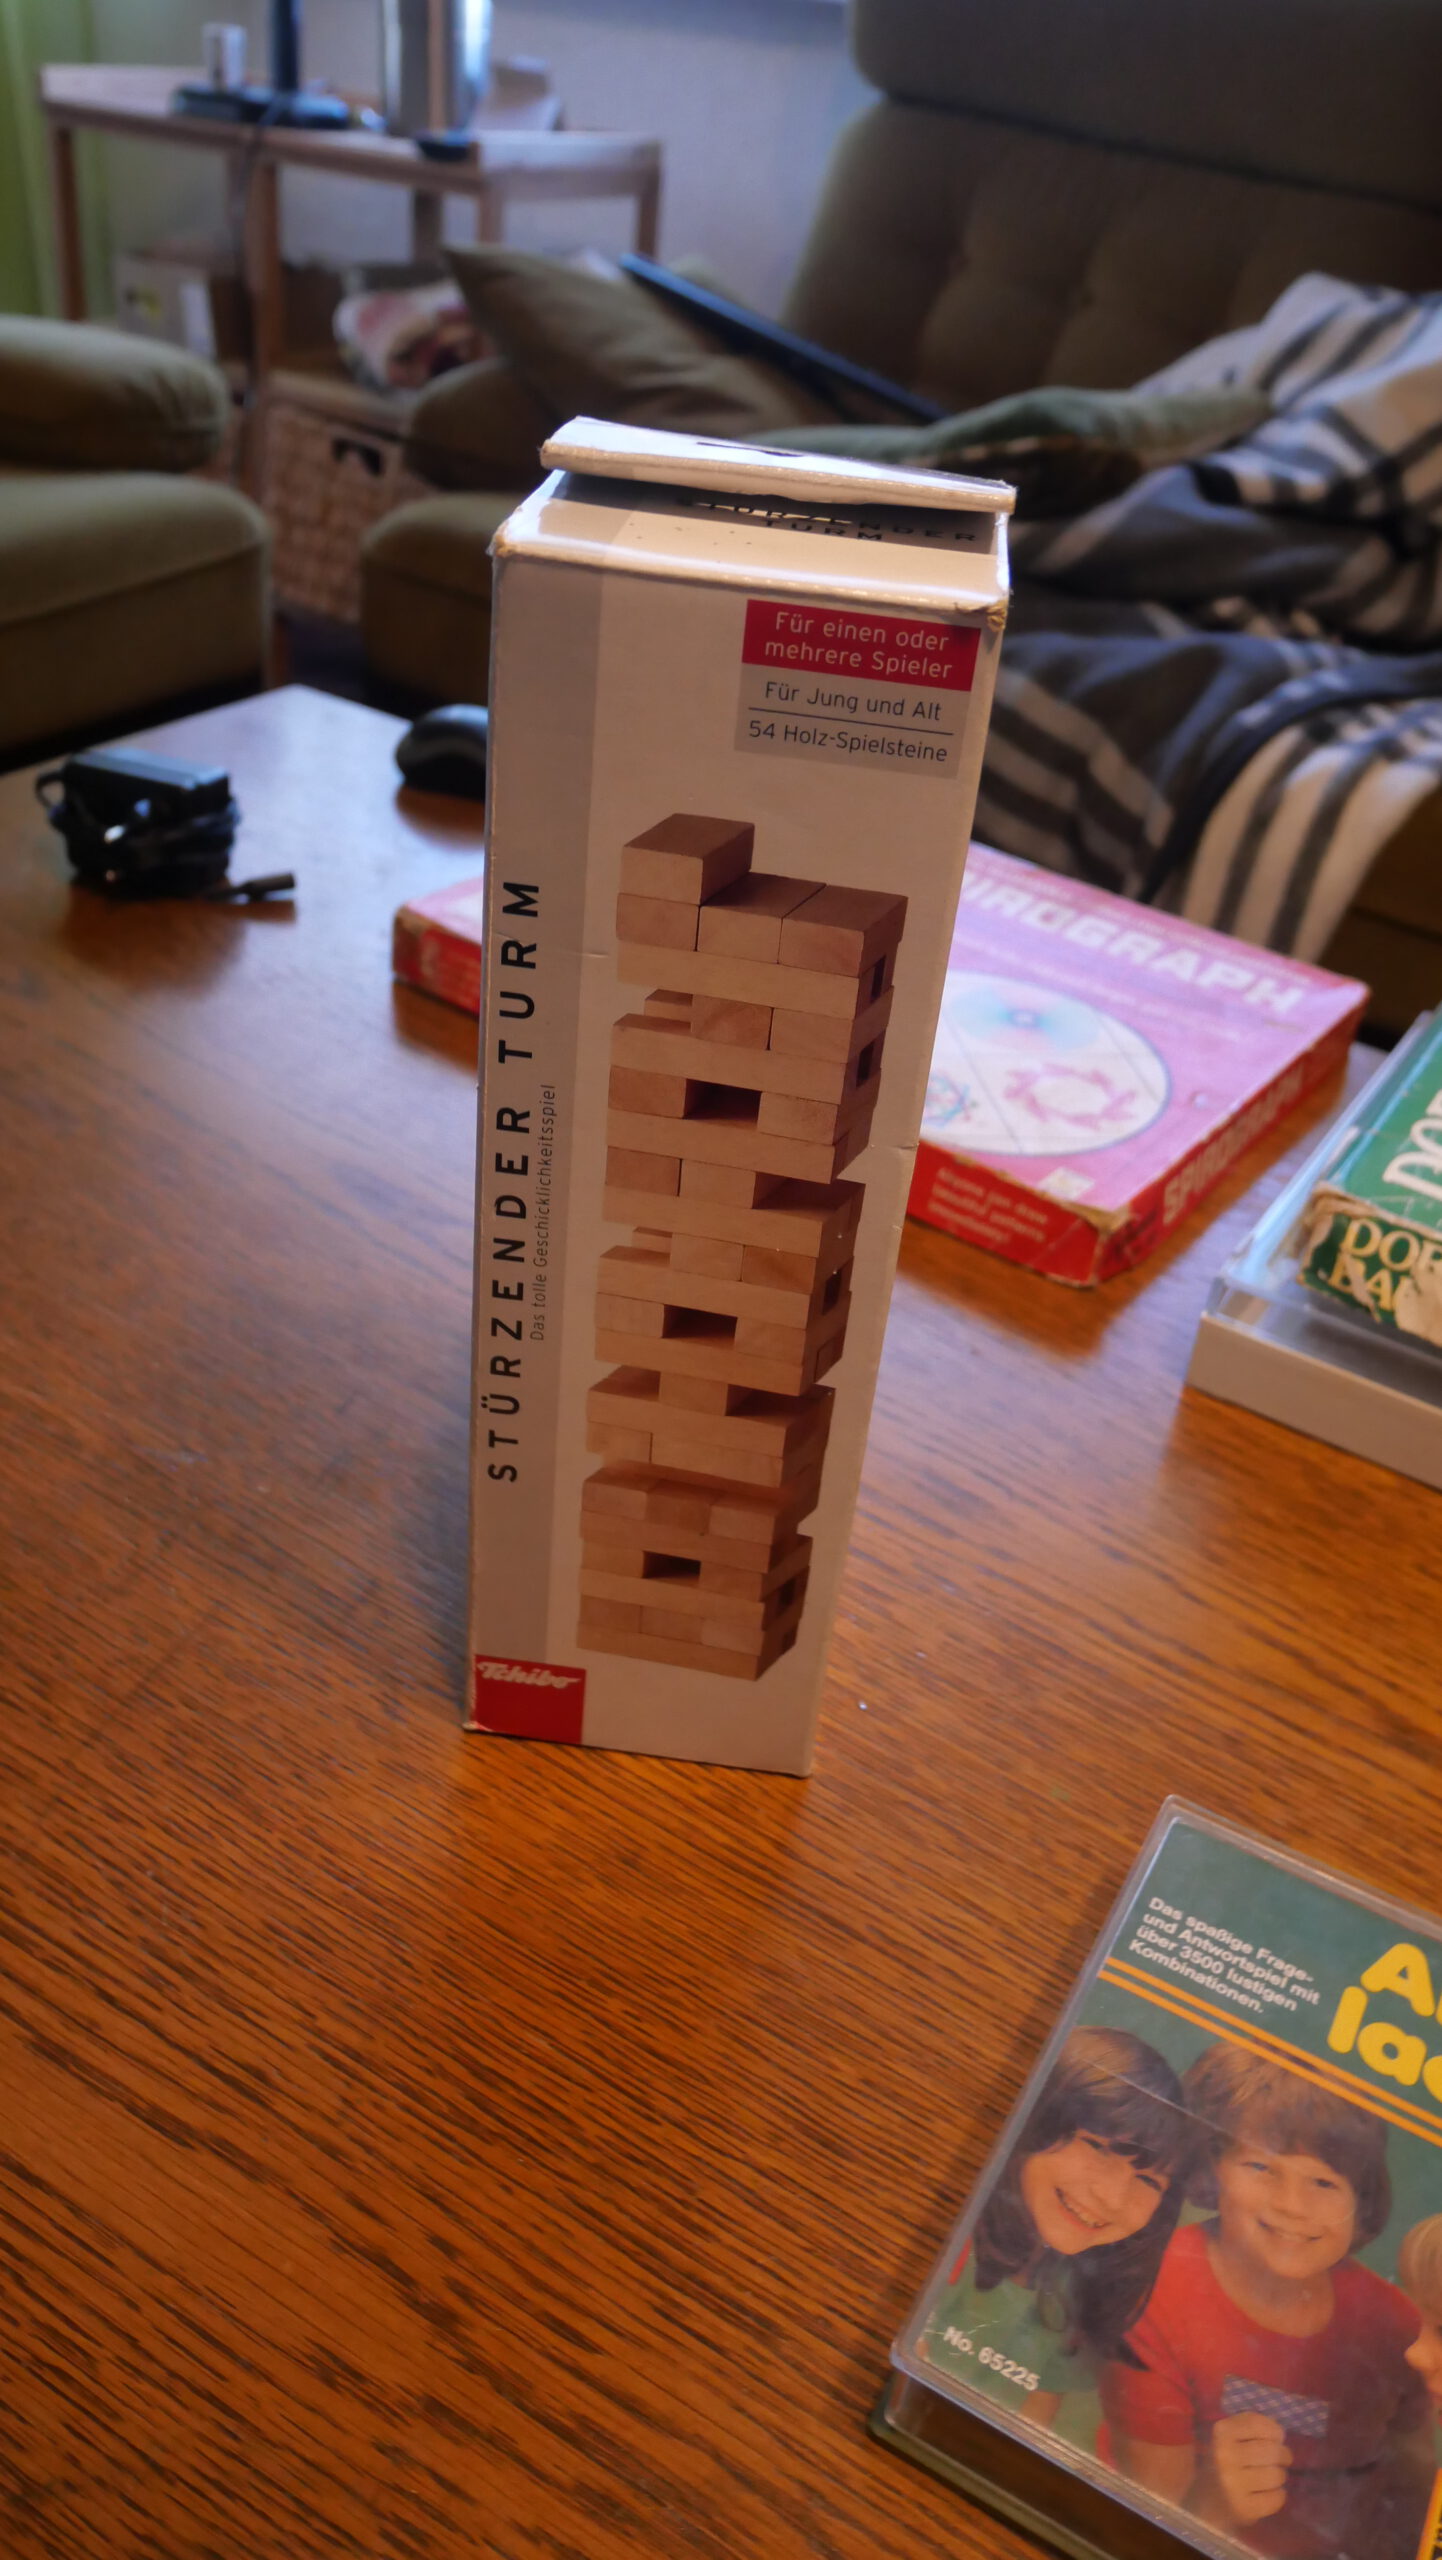 STÜRZENDER
TURM
Für einen oder
mehrere Spieler
Für Jung und Alt
54 Holz-Spielsteine
STÜRZENDER TURM
Das tolle Geschicklichkeitsspiel
Tchibo
SPIROGRAPH
Das spaßige Frage-
und Antwortspiel mit
über 3500 lustigen
Kombinationen.
No. 65225